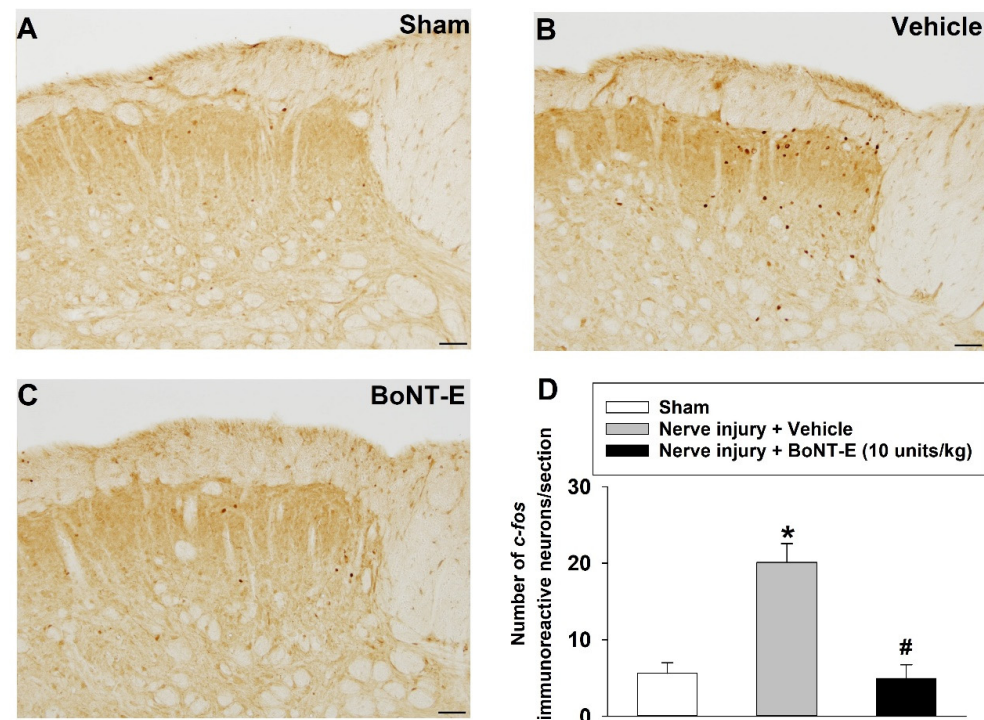 A
Sham
B
Vehicle
C
BoNT-E
D
Sham
Nerve injury + Vehicle
Nerve injury + BoNT-E (10 units/kg)
Number of c-fos
immunoreactive neurons/section
30
20
10
0
*
#